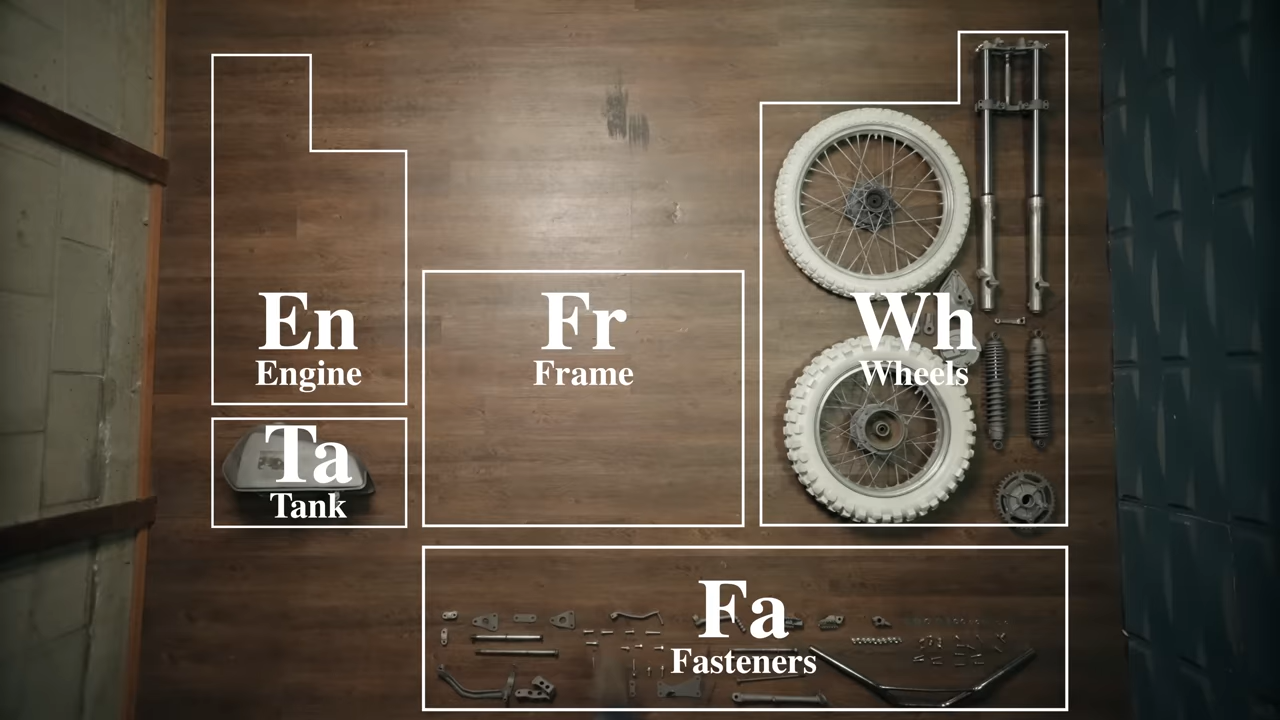 En
Engine
Fr
Frame
Wh
Wheels
Ta
Tank
Fa
Fasteners